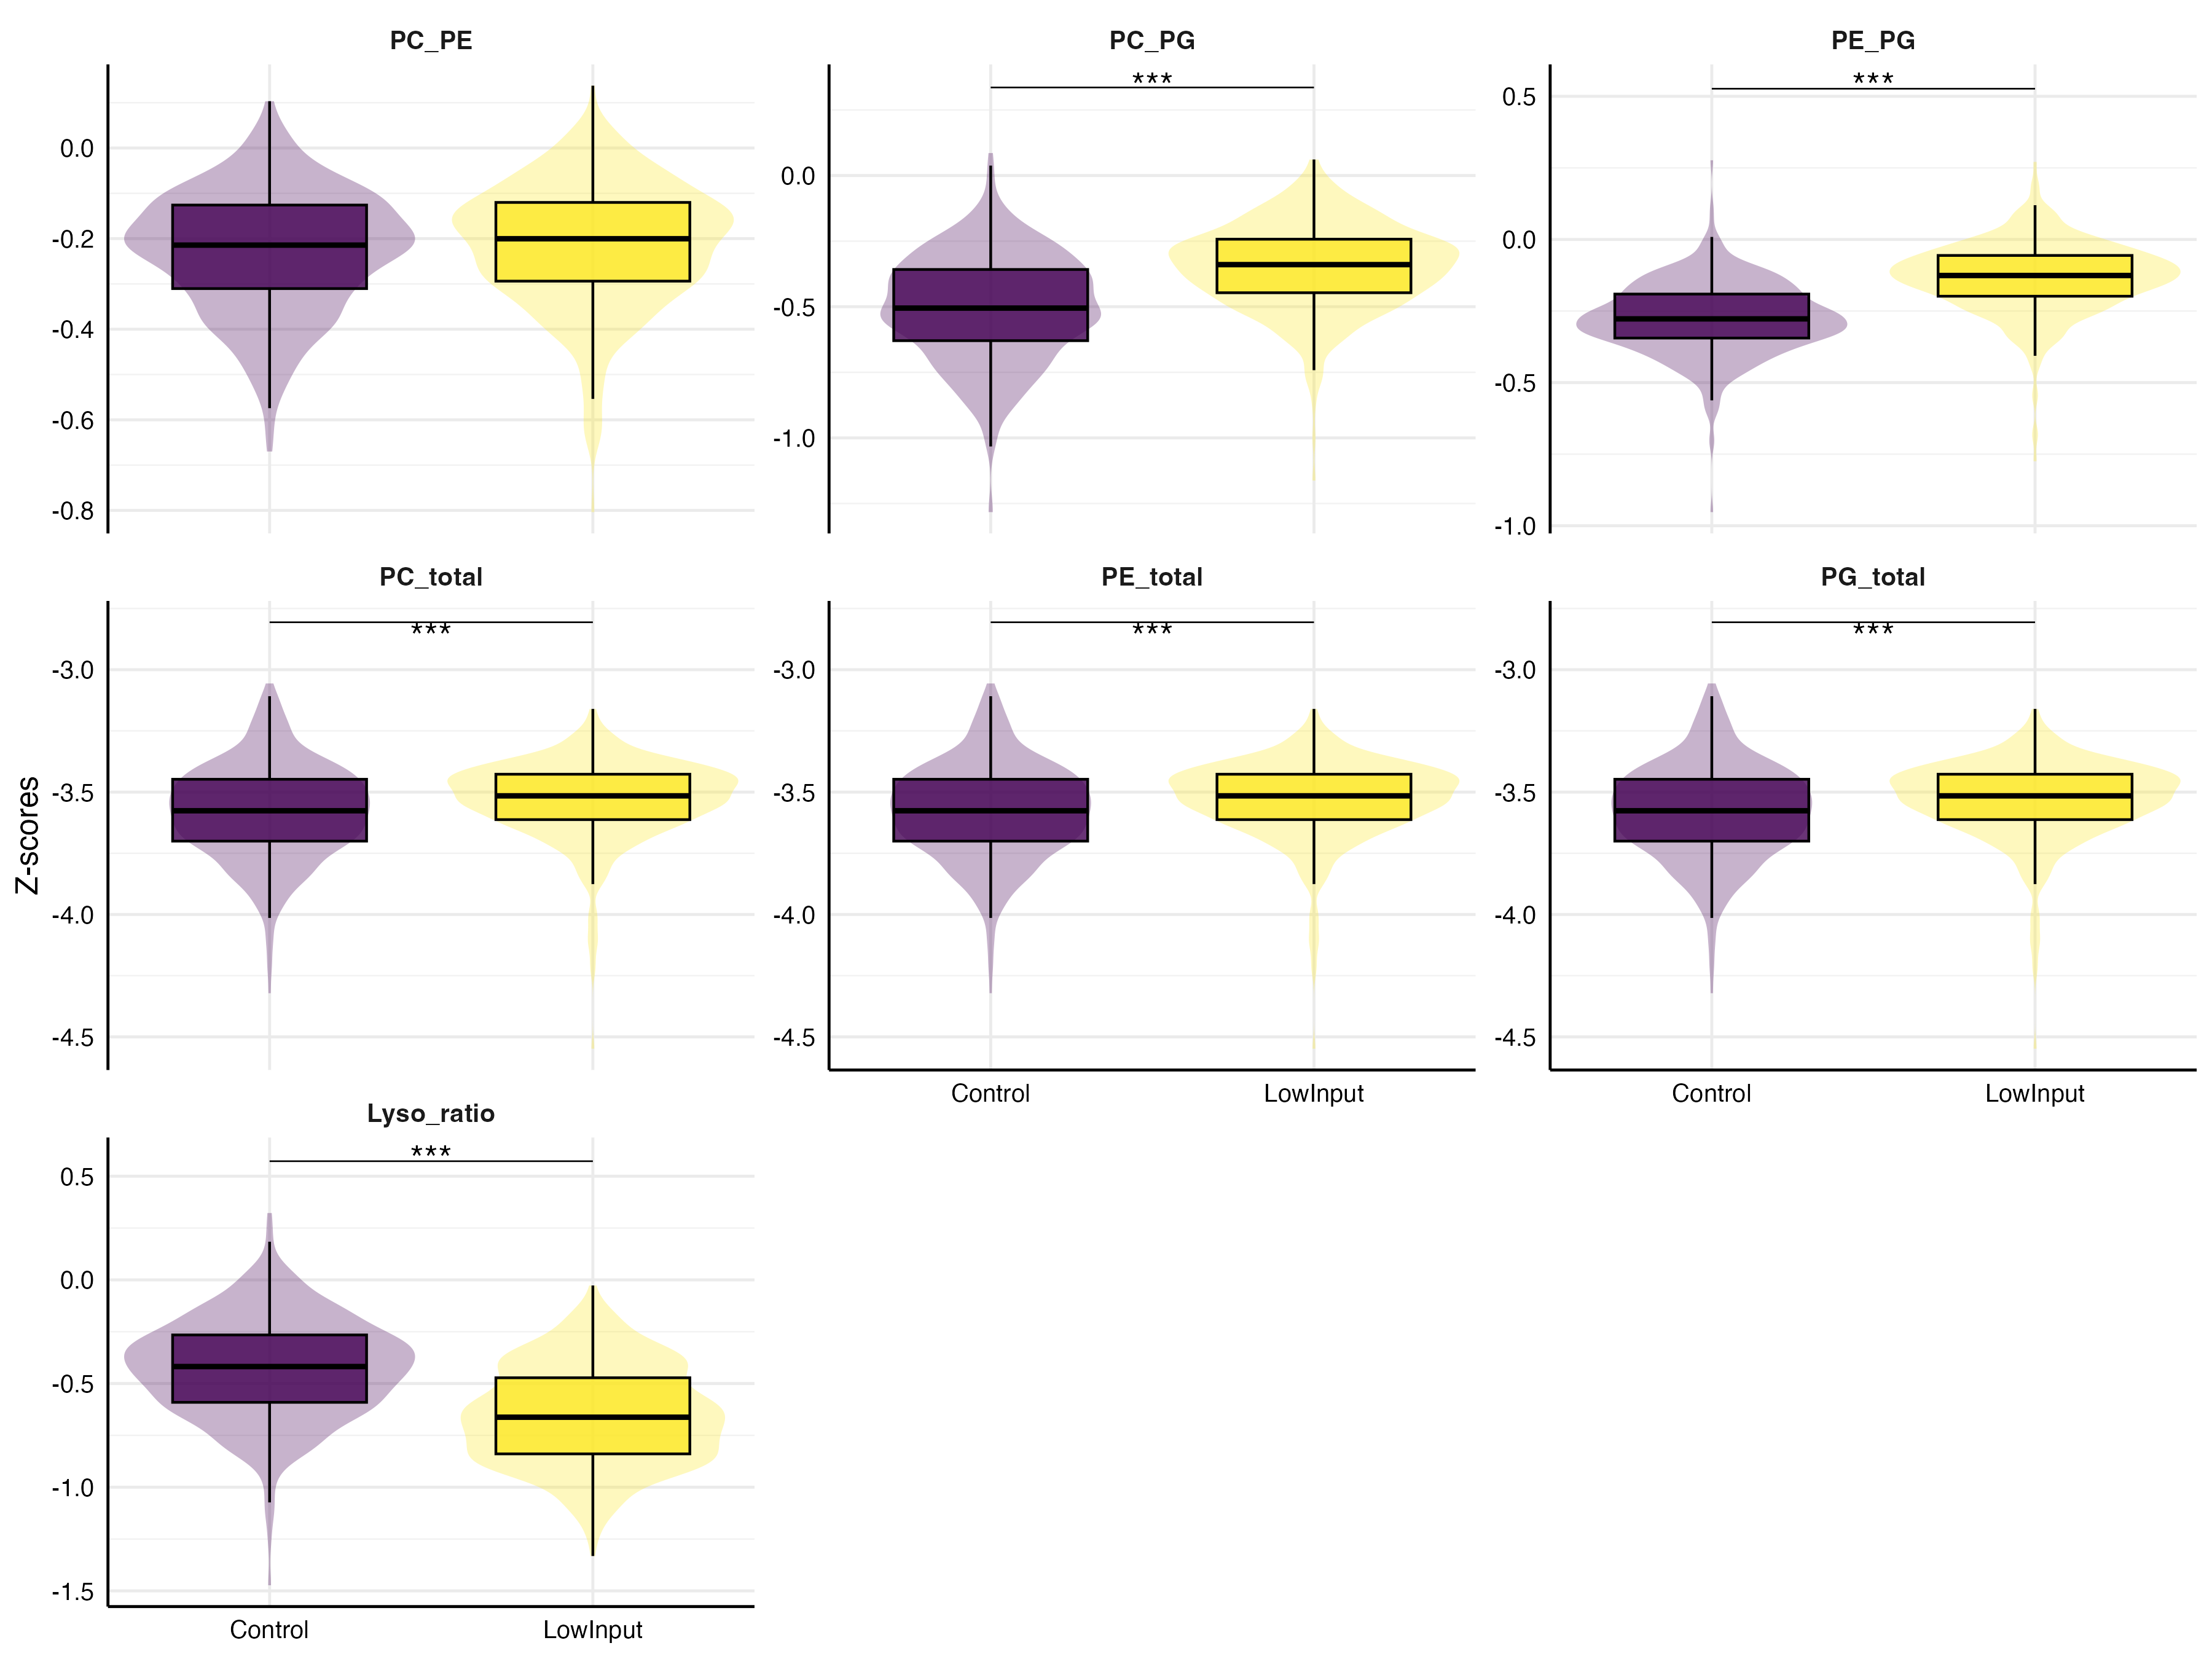 PC_PE
PC_PG
PE_PG
0.0
-0.2
-0.4
-0.6
-0.8
***
0.0
-0.5
-1.0
***
0.5
0.0
-0.5
-1.0
PC_total
PE_total
PG_total
Z-scores
***
-3.0
-3.5
-4.0
-4.5
***
-3.0
-3.5
-4.0
-4.5
Control
LowInput
***
-3.0
-3.5
-4.0
-4.5
Control
LowInput
Lyso_ratio
***
0.5
0.0
-0.5
-1.0
-1.5
Control
LowInput